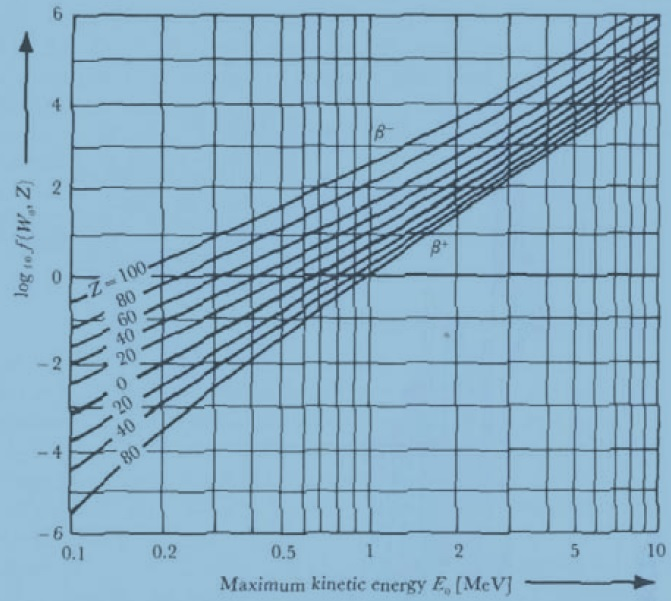 6
4
2
0
−2
−4
−6
log₁₀ f(W₀, Z)
β⁻
β⁺
Z=100
80
60
40
20
0
20
40
80
0.1 0.2 0.5 1 2 5 10
Maximum kinetic energy E₀ [MeV]